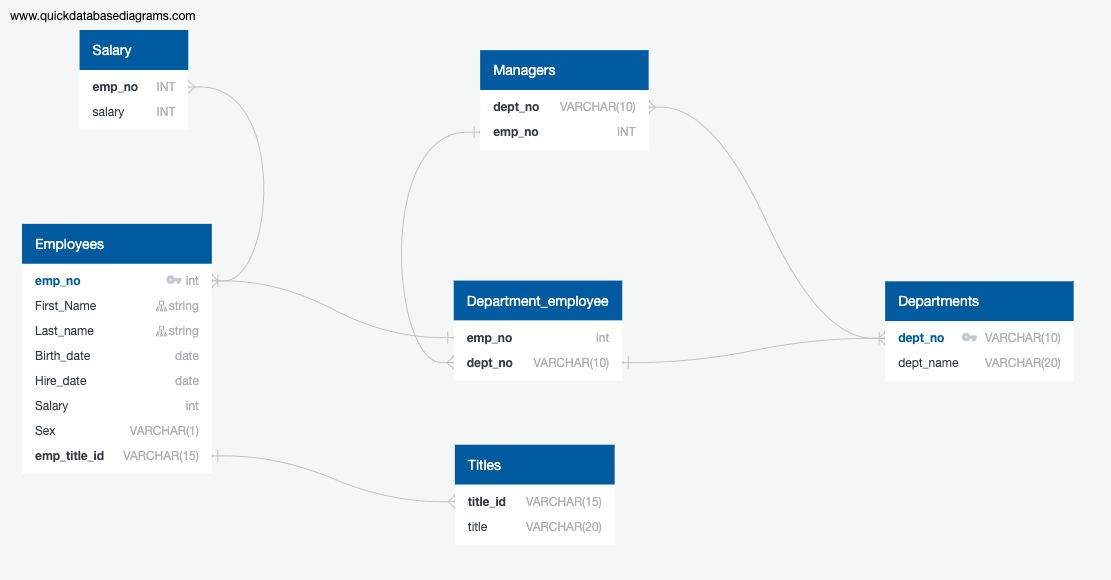 www.quickdatabasediagrams.com
Salary
emp_no INT
salary INT
Managers
dept_no VARCHAR(10)
emp_no INT
Employees
emp_no int
First_Name string
Last_name string
Birth_date date
Hire_date date
Salary int
Sex VARCHAR(1)
emp_title_id VARCHAR(15)
Department_employee
emp_no int
dept_no VARCHAR(10)
Departments
dept_no VARCHAR(10)
dept_name VARCHAR(20)
Titles
title_id VARCHAR(15)
title VARCHAR(20)